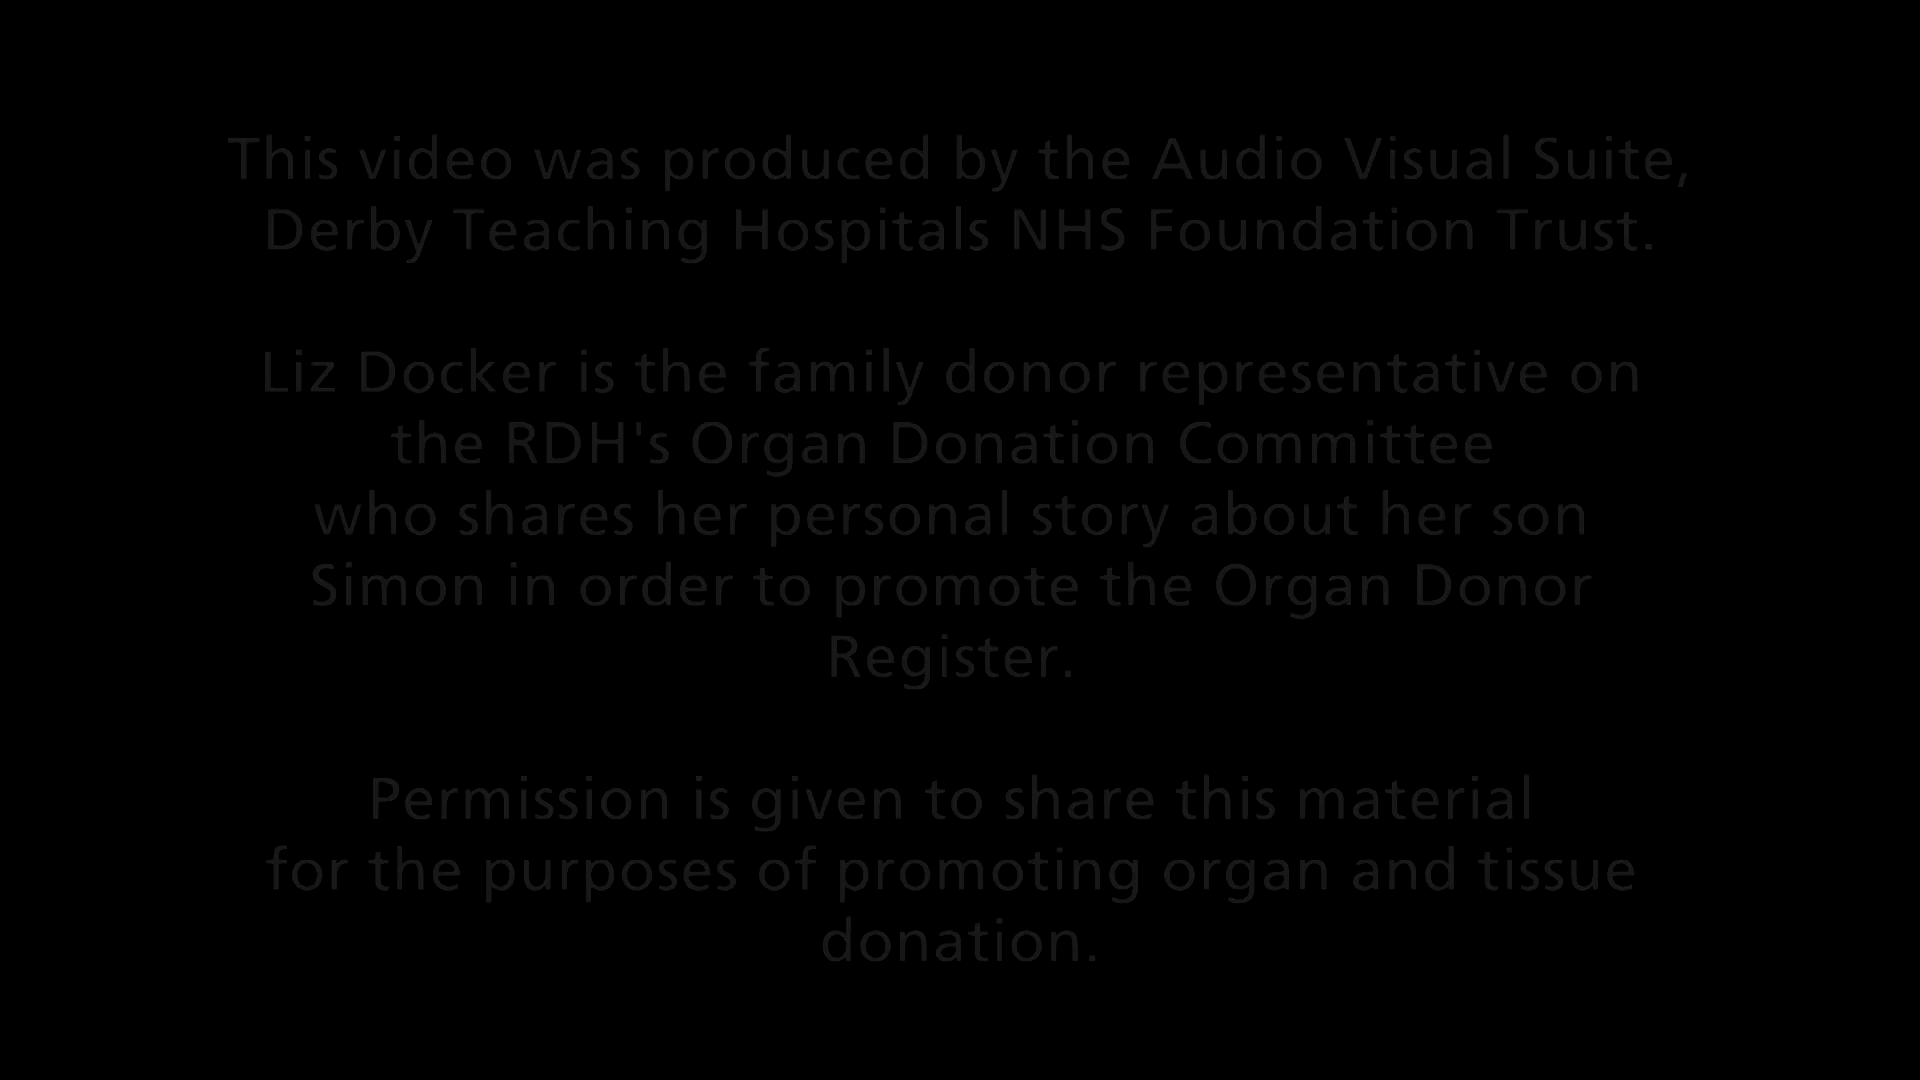 This video was produced by the Audio Visual Suite,
Derby Teaching Hospitals NHS Foundation Trust.
Liz Docker is the family donor representative on
the RDH's Organ Donation Committee
who shares her personal story about her son
Simon in order to promote the Organ Donor
Register.
Permission is given to share this material
for the purposes of promoting organ and tissue
donation.